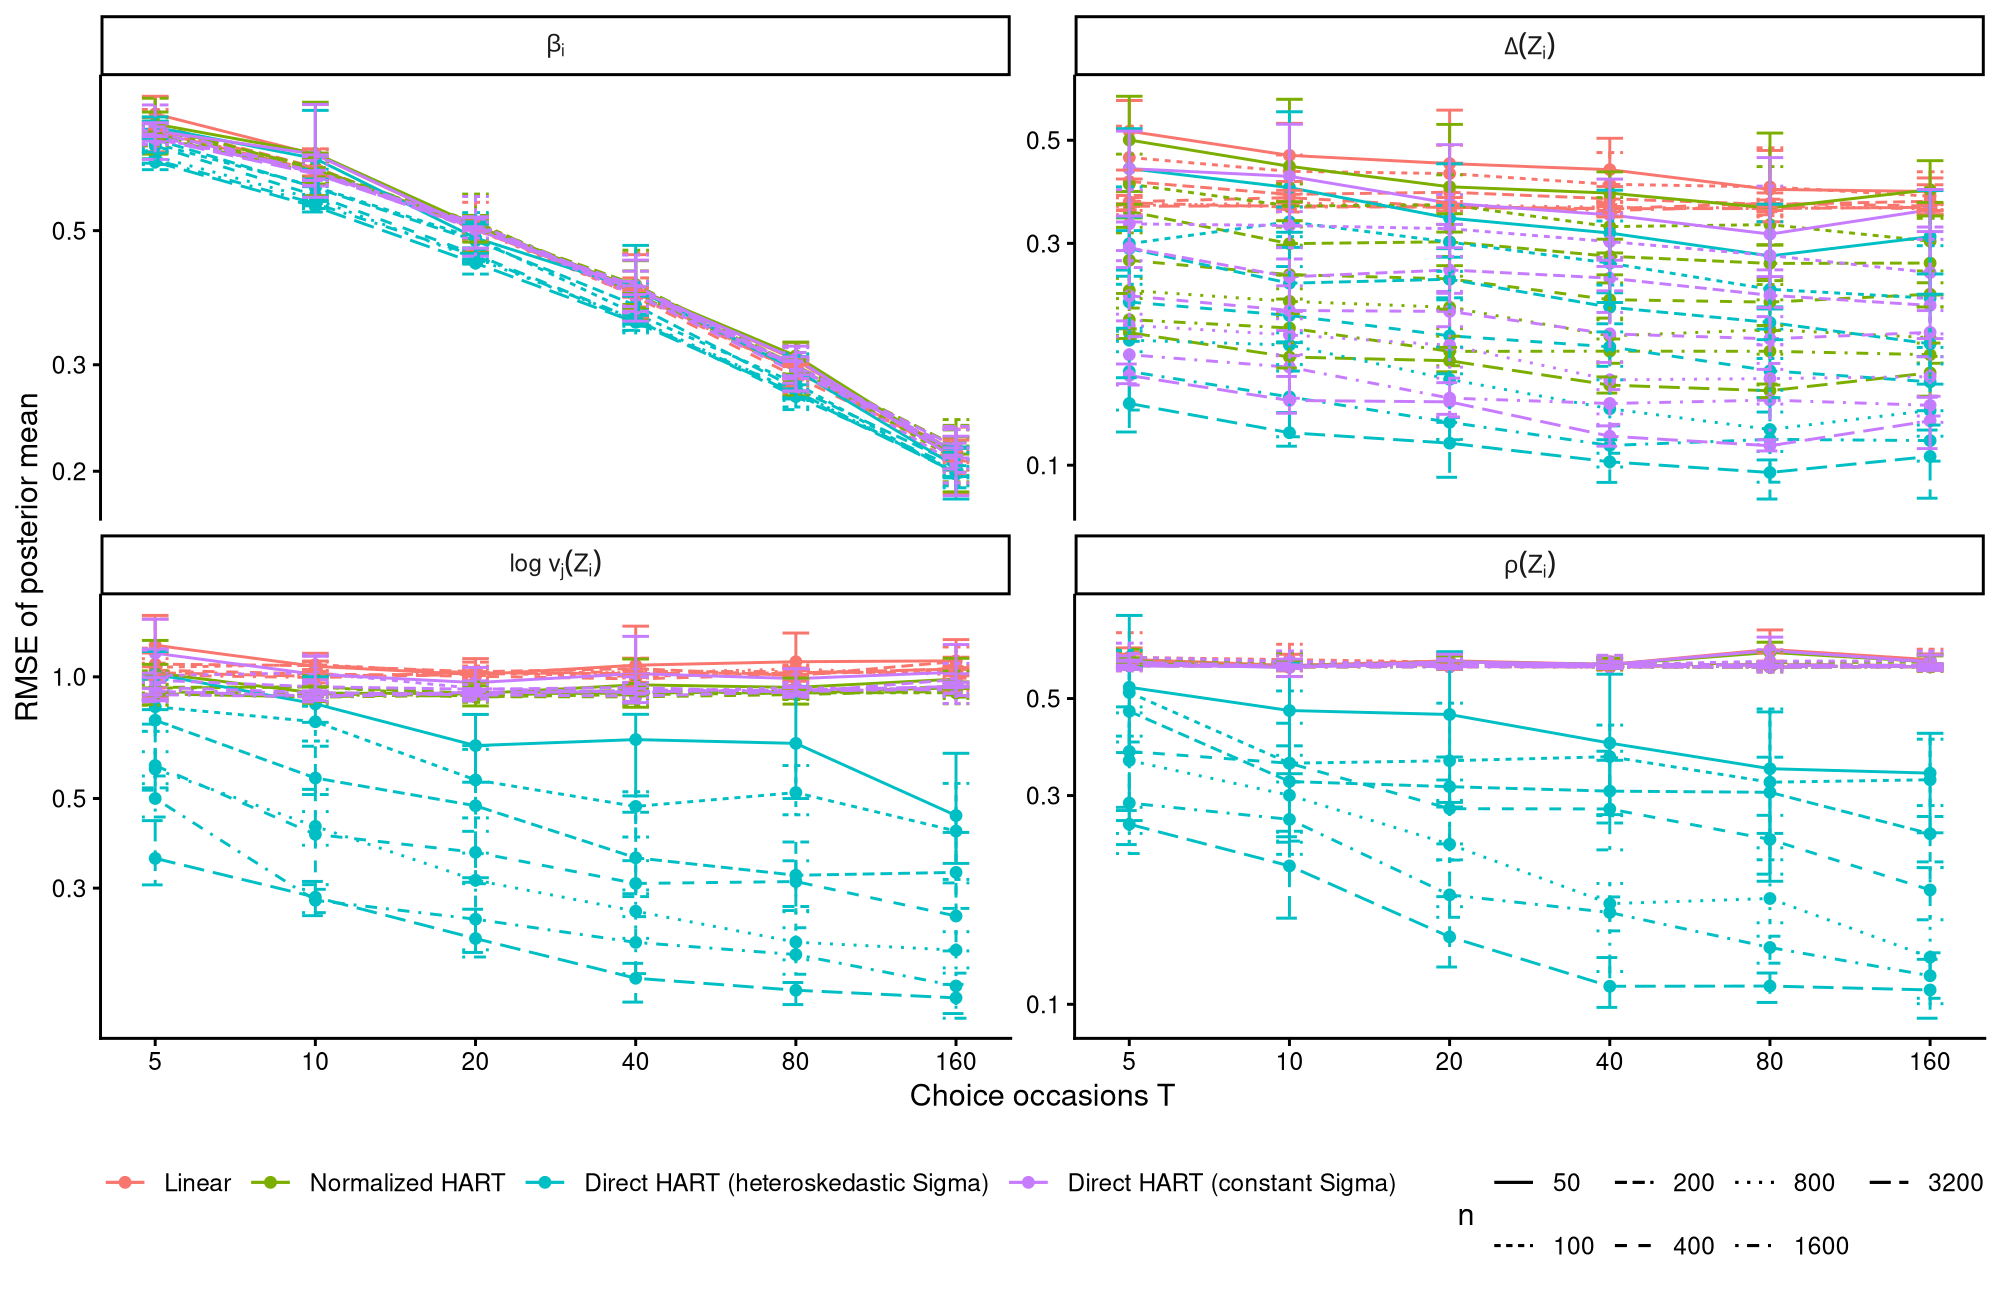 βᵢ
Δ(Zᵢ)
0.5
0.3
0.2
0.5
0.3
0.1
RMSE of posterior mean
log vⱼ(Zᵢ)
ρ(Zᵢ)
1.0
0.5
0.3
0.5
0.3
0.1
5 10 20 40 80 160
5 10 20 40 80 160
Choice occasions T
Linear Normalized HART Direct HART (heteroskedastic Sigma) Direct HART (constant Sigma)
n
50 200 800 3200
100 400 1600